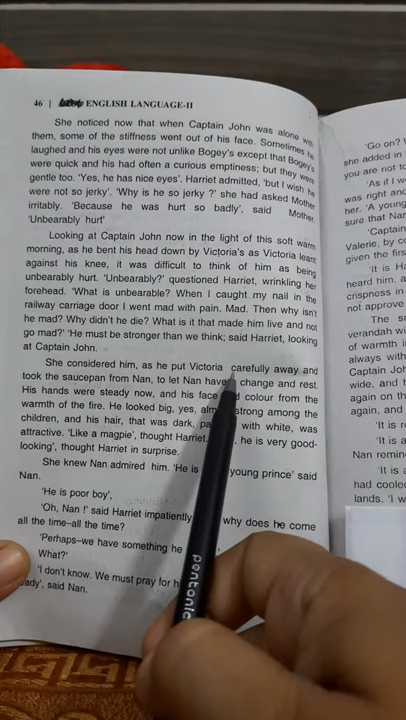 46 | ENGLISH LANGUAGE-II
She noticed now that when Captain John was alone with
them, some of the stiffness went out of his face. Sometimes he
laughed and his eyes were not unlike Bogey's except that Bogey's
were quick and his had often a curious emptiness; but they were
gentle too. 'Yes, he has nice eyes'. Harriet admitted, 'but I wish he
were not so jerky'. 'Why is he so jerky ?' she had asked Mother
irritably. 'Because he was hurt so badly', said Mother
'Unbearably hurt'
Looking at Captain John now in the light of this soft warm
morning, as he bent his head down by Victoria's as Victoria leant
against his knee, it was difficult to think of him as being
unbearably hurt. 'Unbearably?' questioned Harriet, wrinkling her
forehead. 'What is unbearable? When I caught my nail in the
railway carriage door I went mad with pain. Mad. Then why isn't
he mad? Why didn't he die? What is it that made him live and not
go mad?' 'He must be stronger than we think; said Harriet, looking
at Captain John.
She considered him, as he put Victoria carefully away and
took the saucepan from Nan, to let Nan have change and rest.
His hands were steady now, and his face colour from the
warmth of the fire. He looked big, yes, strong among the
children, and his hair, that was dark, with white, was
attractive. 'Like a magpie', thought Harriet. he is very good-
looking', thought Harriet in surprise.
She knew Nan admired him. 'He is young prince' said
Nan.
'He is poor boy',
'Oh, Nan !' said Harriet impatiently why does he come
all the time–all the time?
'Perhaps–we have something he
What?'
'I don't know. We must pray for
said Nan.
'Go on?
she added in
you are not to
'As if I
was right and
her. 'A young
sure that Nan
'Captain
Valerie, by
given the first
'It is Ha
heard him, a
crispness in
not approve
The
verandah wi
of warmth i
always with
Captain Joh
wide, and h
again on th
again, and
'It is
'It is a
Nan remin
'It is a
had cooled
lands. 'I